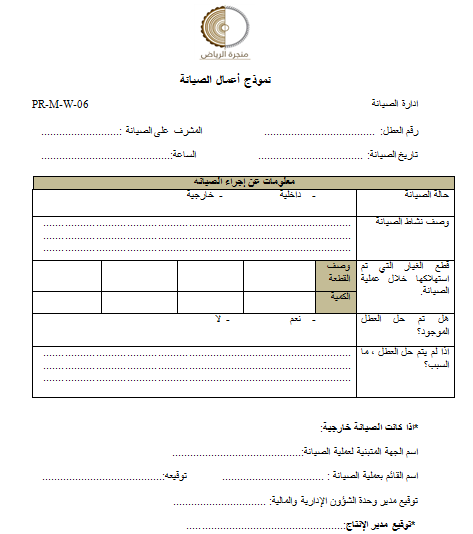 منجرة الرياض
نموذج أعمال الصيانة
ادارة الصيانة PR-M-W-06
رقم العطل: ...................................... المشرف على الصيانة :...........................
تاريخ الصيانة: .................................... الساعة:............................................
معلومات عن إجراء الصيانه
حالة الصيانة - داخلية - خارجية
وصف نشاط الصيانة
قطع الغيار التي تم استهلاكها خلال عملية الصيانة.
وصف القطعة
الكمية
هل تم حل العطل الموجود؟ - نعم - لا
اذا لم يتم حل العطل ، ما السبب؟
*اذا كانت الصيانة خارجية:
اسم الجهة المتبنية لعملية الصيانة:............................................
اسم القائم بعملية الصيانة : ..................................... توقيعه:.........................................
توقيع مدير وحدة الشؤون الإدارية والمالية: ................................
*توقيع مدير الإنتاج:.....................................................